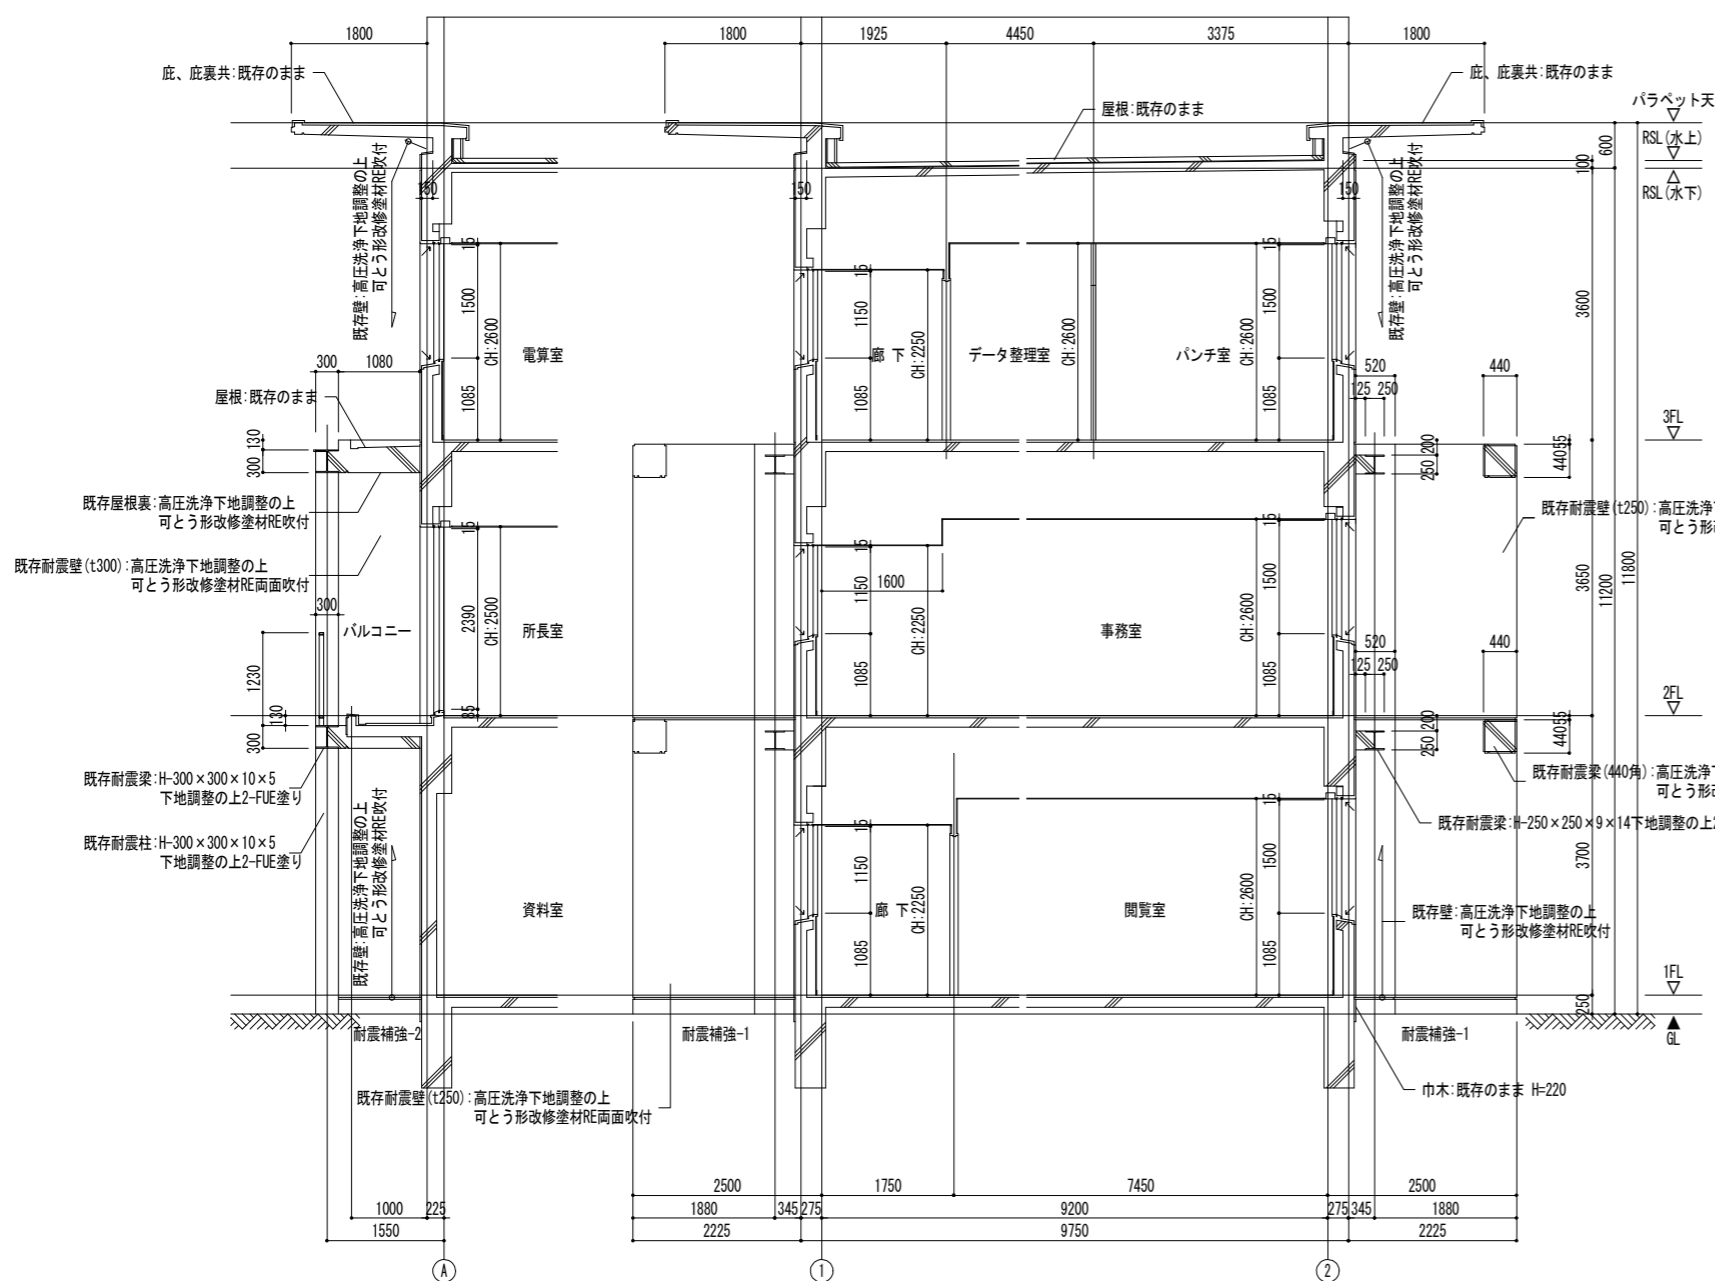 1800
1800
1925
4450
3375
1800
庇、庇裏共:既存のまま
庇、庇裏共:既存のまま
屋根:既存のまま
パラペット天
RSL(水上)
RSL(水下)
600
100
既存壁:高圧洗浄下地調整の上
可とう形改修塗材RE吹付
既存壁:高圧洗浄下地調整の上
可とう形改修塗材RE吹付
150
150
150
15
1500
CH:2600
1085
電算室
15
1150
CH:2250
1085
廊 下
データ整理室
CH:2600
パンチ室
15
1500
CH:2600
1085
3600
300
1080
屋根:既存のまま
130
300
520
440
125
250
3FL
200
250
55
440
既存屋根裏:高圧洗浄下地調整の上
可とう形改修塗材RE吹付
既存耐震壁(t300):高圧洗浄下地調整の上
可とう形改修塗材RE両面吹付
既存耐震壁(t250):高圧洗浄下
可とう形改
300
バルコニー
1230
130
300
15
2390
CH:2500
85
所長室
15
1150
1600
CH:2250
1085
事務室
15
1500
CH:2600
1085
3650
11200
11800
520
440
125
250
2FL
200
250
55
440
既存耐震梁:H-300×300×10×5
下地調整の上2-FUE塗り
既存耐震柱:H-300×300×10×5
下地調整の上2-FUE塗り
既存耐震梁(440角):高圧洗浄下
可とう形改
既存耐震梁:H-250×250×9×14下地調整の上2
既存壁:高圧洗浄下地調整の上
可とう形改修塗材RE吹付
資料室
15
1150
CH:2250
1085
廊 下
閲覧室
15
1500
CH:2600
1085
3700
既存壁:高圧洗浄下地調整の上
可とう形改修塗材RE吹付
1FL
250
GL
耐震補強-2
耐震補強-1
耐震補強-1
既存耐震壁(t250):高圧洗浄下地調整の上
可とう形改修塗材RE両面吹付
巾木:既存のまま H=220
2500
1750
7450
2500
1000
225
1880
345
275
9200
275
345
1880
1550
2225
9750
2225
A
1
2